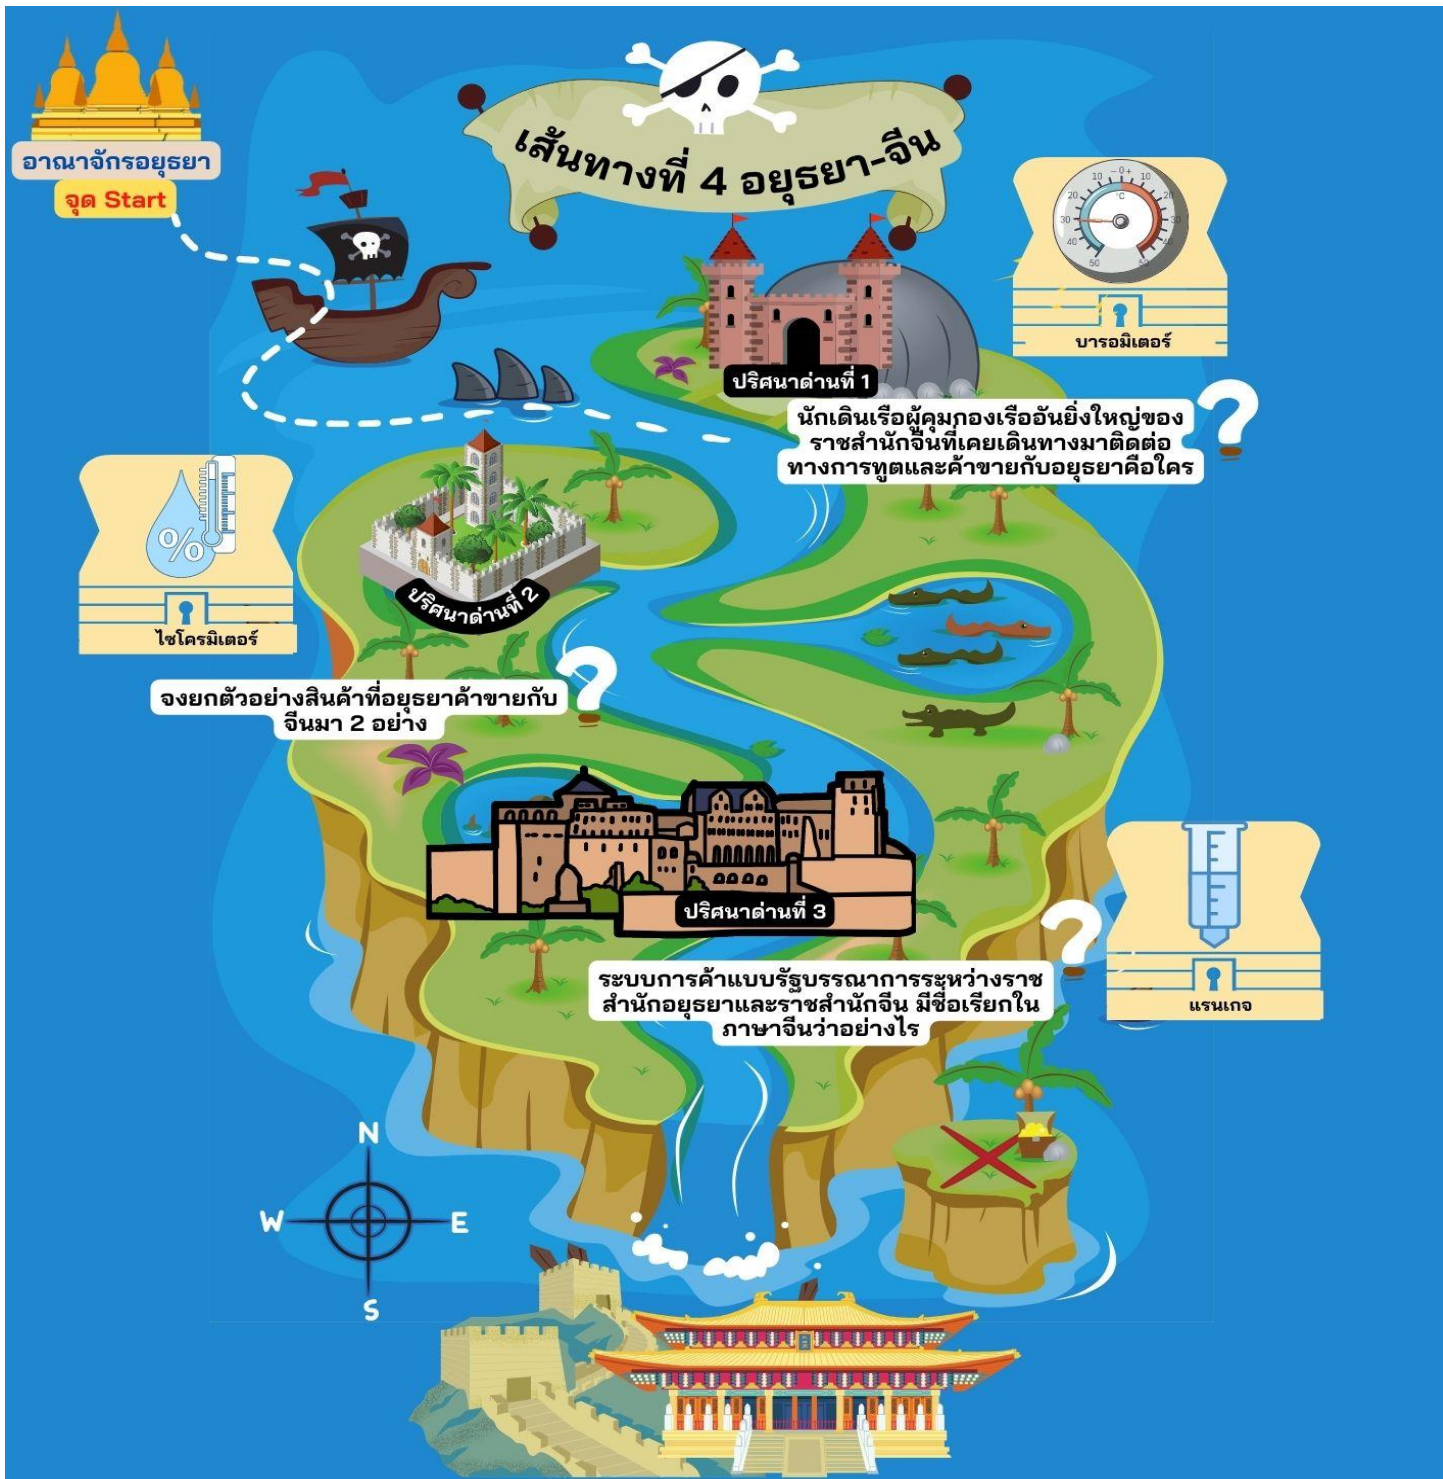 อาณาจักรอยุธยา
จุด Start
เส้นทางที่ 4 อยุธยา-จีน
10 - 0 + 10
20 °C 20
30 30
40 40
50 50
บารอมิเตอร์
ปริศนาด่านที่ 1
นักเดินเรือผู้คุมกองเรืออันยิ่งใหญ่ของ
ราชสำนักจีนที่เคยเดินทางมาติดต่อ
ทางการทูตและค้าขายกับอยุธยาคือใคร
?
%
ไซโครมิเตอร์
ปริศนาด่านที่ 2
จงยกตัวอย่างสินค้าที่อยุธยาค้าขายกับ
จีนมา 2 อย่าง
?
ปริศนาด่านที่ 3
ระบบการค้าแบบรัฐบรรณาการระหว่างราช
สำนักอยุธยาและราชสำนักจีน มีชื่อเรียกใน
ภาษาจีนว่าอย่างไร
?
แรนเกจ
N
W E
S